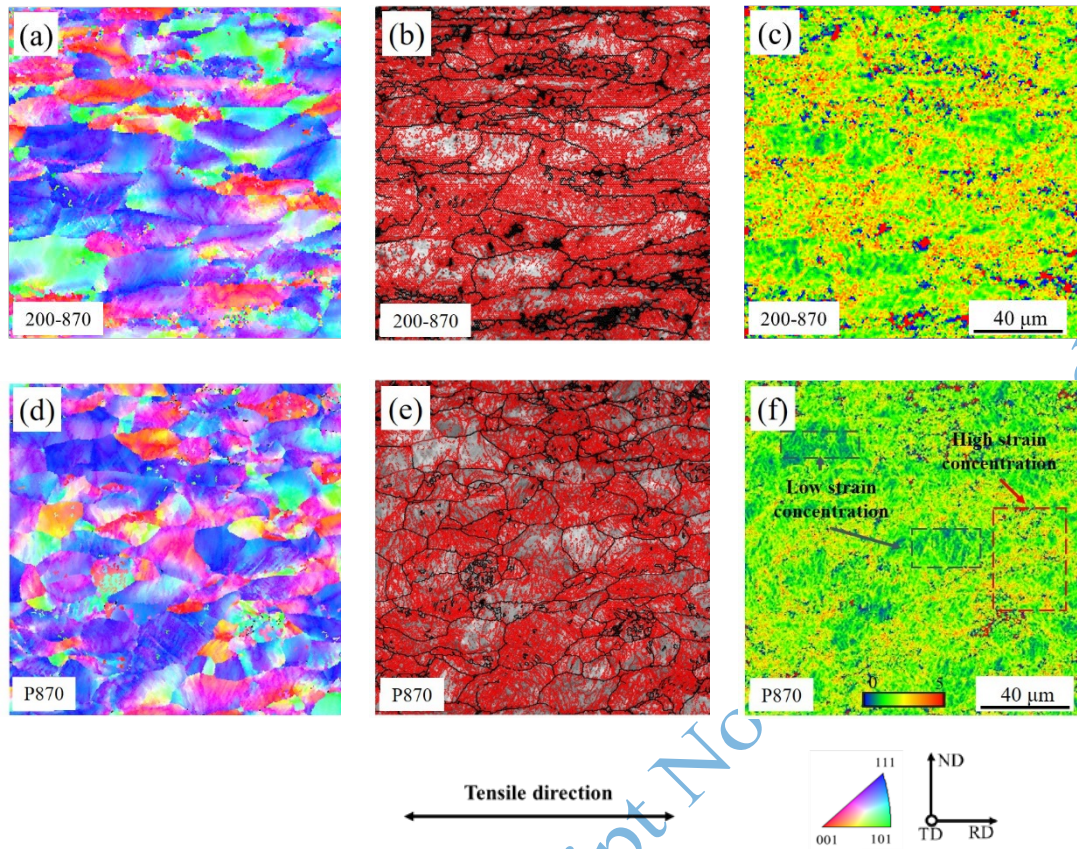 (a)
(b)
(c)
200-870
200-870
200-870
40 μm
(d)
(e)
(f)
High strain
concentration
Low strain
concentration
P870
P870
P870
0
5
40 μm
Tensile direction
111
001
101
ND
TD
RD